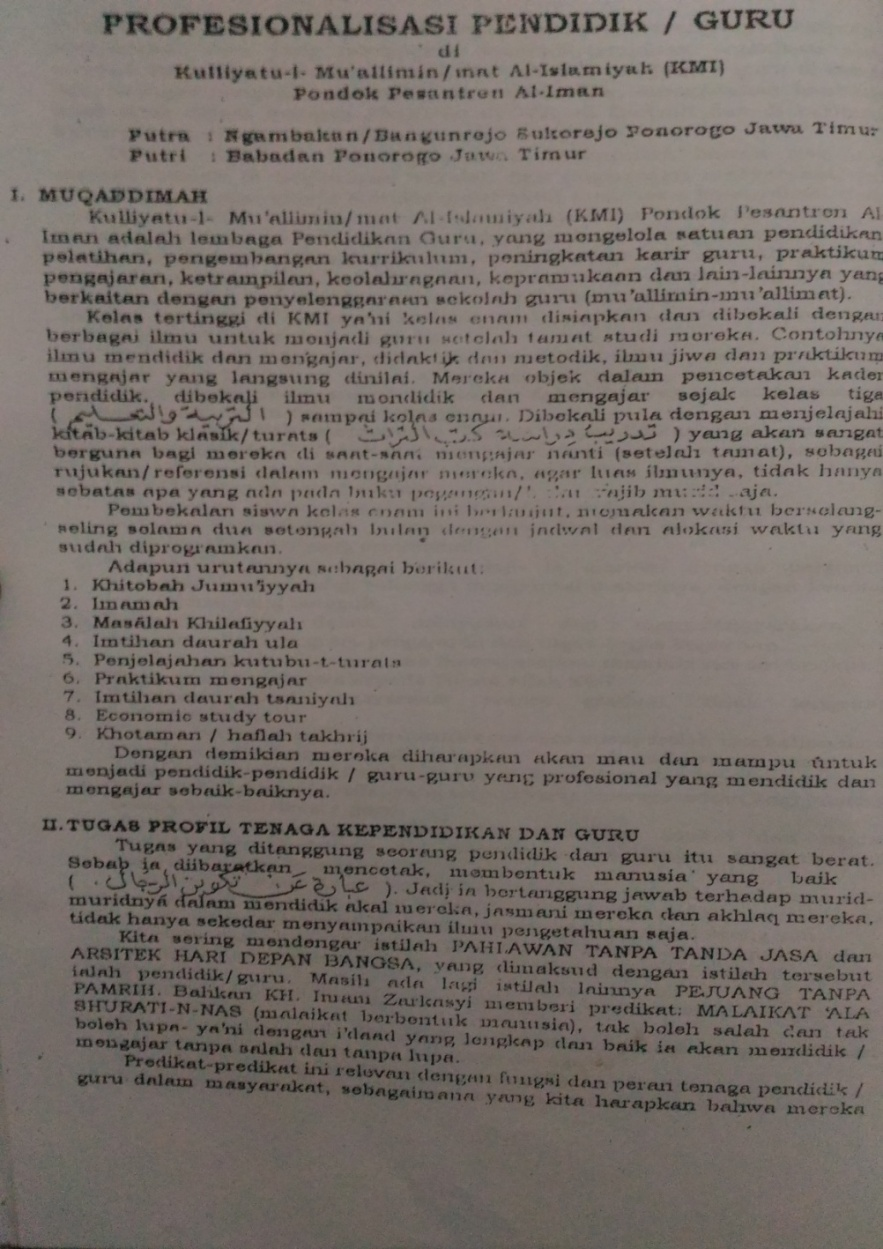 PROFESIONALISASI PENDIDIK / GURU
di
Kulliyatu-l- Mu'allimin/mat Al-Islamiyah (KMI)
Pondok Pesantren Al-Iman
Putra : Ngambakan/Bangunrejo Sukorejo Ponorogo Jawa Timur
Putri : Babadan Ponorogo Jawa Timur
I. MUQADDIMAH
Kulliyatu-l- Mu'allimin/mat Al-Islamiyah (KMI) Pondok Pesantren Al
Iman adalah lembaga Pendidikan Guru, yang mengelola satuan pendidikan
pelatihan, pengembangan kurrikulum, peningkatan karir guru, praktikum
pengajaran, ketrampilan, keolahragaan, kepramukaan dan lain-lainnya yang
berkaitan dengan penyelenggaraan sekolah guru (mu'allimin-mu'allimat).
Kelas tertinggi di KMI ya'ni kelas enam disiapkan dan dibekali dengan
berbagai ilmu untuk menjadi guru setelah tamat studi mereka. Contohnya
ilmu mendidik dan mengajar, didaktik dan metodik, ilmu jiwa dan praktikum
mengajar yang langsung dinilai. Mereka objek dalam pencetakan kader
pendidik, dibekali ilmu mendidik dan mengajar sejak kelas tiga
( التربية والتعليم ) sampai kelas enam. Dibekali pula dengan menjelajahi
kitab-kitab klasik/turats ( تدريب دراسة كتب التراث ) yang akan sangat
berguna bagi mereka di saat-saat mengajar nanti (setelah tamat), sebagai
rujukan/referensi dalam mengajar mereka, agar luas ilmunya, tidak hanya
sebatas apa yang ada pada buku pegangan/ wajib murid saja.
Pembekalan siswa kelas enam ini berlanjut, memakan waktu berselang-
seling selama dua setengah bulan dengan jadwal dan alokasi waktu yang
sudah diprogramkan.
Adapun urutannya sebagai berikut:
1. Khitobah Jumu'iyyah
2. Imamah
3. Masâlah Khilafiyyah
4. Imtihan daurah ula
5. Penjelajahan kutubu-t-turats
6. Praktikum mengajar
7. Imtihan daurah tsaniyah
8. Economic study tour
9. Khotaman / haflah takhrij
Dengan demikian mereka diharapkan akan mau dan mampu untuk
menjadi pendidik-pendidik / guru-guru yang profesional yang mendidik dan
mengajar sebaik-baiknya.
II. TUGAS PROFIL TENAGA KEPENDIDIKAN DAN GURU
Tugas yang ditanggung seorang pendidik dan guru itu sangat berat.
Sebab ia diibaratkan mencetak, membentuk manusia yang baik
( عبارة عن تكوين الرجال . ). Jadi ia bertanggung jawab terhadap murid-
muridnya dalam mendidik akal mereka, jasmani mereka dan akhlaq mereka,
tidak hanya sekedar menyampaikan ilmu pengetahuan saja.
Kita sering mendengar istilah PAHLAWAN TANPA TANDA JASA dan
ARSITEK HARI DEPAN BANGSA, yang dimaksud dengan istilah tersebut
ialah pendidik/guru. Masih ada lagi istilah lainnya PEJUANG TANPA
PAMRIH. Bahkan KH. Imam Zarkasyi memberi predikat: MALAIKAT 'ALA
SHURATI-N-NAS (malaikat berbentuk manusia), tak boleh salah dan tak
boleh lupa- ya'ni dengan i'daad yang lengkap dan baik ia akan mendidik /
mengajar tanpa salah dan tanpa lupa.
Predikat-predikat ini relevan dengan fungsi dan peran tenaga pendidik /
guru dalam masyarakat, sebagaimana yang kita harapkan bahwa mereka